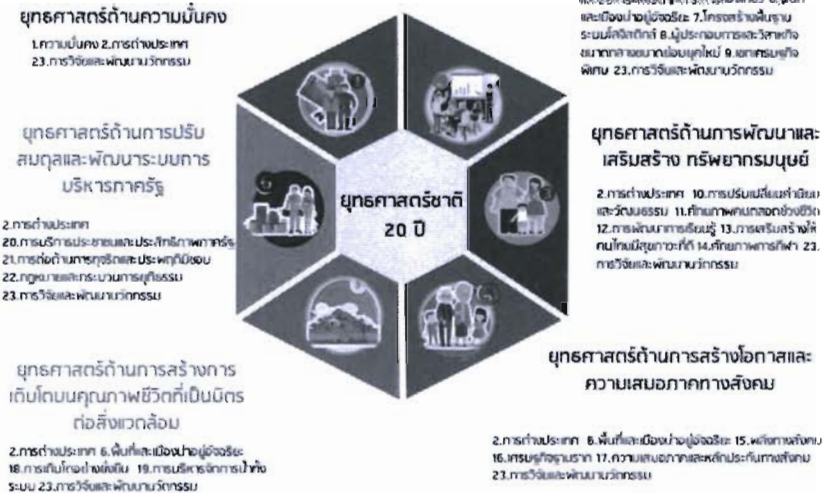 ยุทธศาสตร์ด้านความมั่นคง
1.ความมั่นคง 2.การต่างประเทศ
23.การวิจัยและพัฒนานวัตกรรม
และเมืองน่าอยู่อัจฉริยะ 7.โครงสร้างพื้นฐาน
ระบบโลจิสติกส์ 8.ผู้ประกอบการและวิสาหกิจ
ขนาดกลางขนาดย่อมยุคใหม่ 9.เขตเศรษฐกิจ
พิเศษ 23.การวิจัยและพัฒนานวัตกรรม
ยุทธศาสตร์ด้านการปรับ
สมดุลและพัฒนาระบบการ
บริหารภาครัฐ
2.การต่างประเทศ
20.การบริการประชาชนและประสิทธิภาพภาครัฐ
21.การต่อต้านการทุจริตและประพฤติมิชอบ
22.กฎหมายและกระบวนการยุติธรรม
23.การวิจัยและพัฒนานวัตกรรม
ยุทธศาสตร์ชาติ
20 ปี
ยุทธศาสตร์ด้านการพัฒนาและ
เสริมสร้าง ทรัพยากรมนุษย์
2.การต่างประเทศ 10.การปรับเปลี่ยนค่านิยม
และวัฒนธรรม 11.ศักยภาพคนตลอดช่วงชีวิต
12.การพัฒนาการเรียนรู้ 13.การเสริมสร้างให้
คนไทยมีสุขภาวะที่ดี 14.ศักยภาพการกีฬา 23.
การวิจัยและพัฒนานวัตกรรม
ยุทธศาสตร์ด้านการสร้างการ
เติบโตบนคุณภาพชีวิตที่เป็นมิตร
ต่อสิ่งแวดล้อม
2.การต่างประเทศ 6.พื้นที่และเมืองน่าอยู่อัจฉริยะ
18.การเติบโตอย่างยั่งยืน 19.การบริหารจัดการน้ำทั้ง
ระบบ 23.การวิจัยและพัฒนานวัตกรรม
ยุทธศาสตร์ด้านการสร้างโอกาสและ
ความเสมอภาคทางสังคม
2.การต่างประเทศ 6.พื้นที่และเมืองน่าอยู่อัจฉริยะ 15.พลังทางสังคม
16.เศรษฐกิจฐานราก 17.ความเสมอภาคและหลักประกันทางสังคม
23.การวิจัยและพัฒนานวัตกรรม